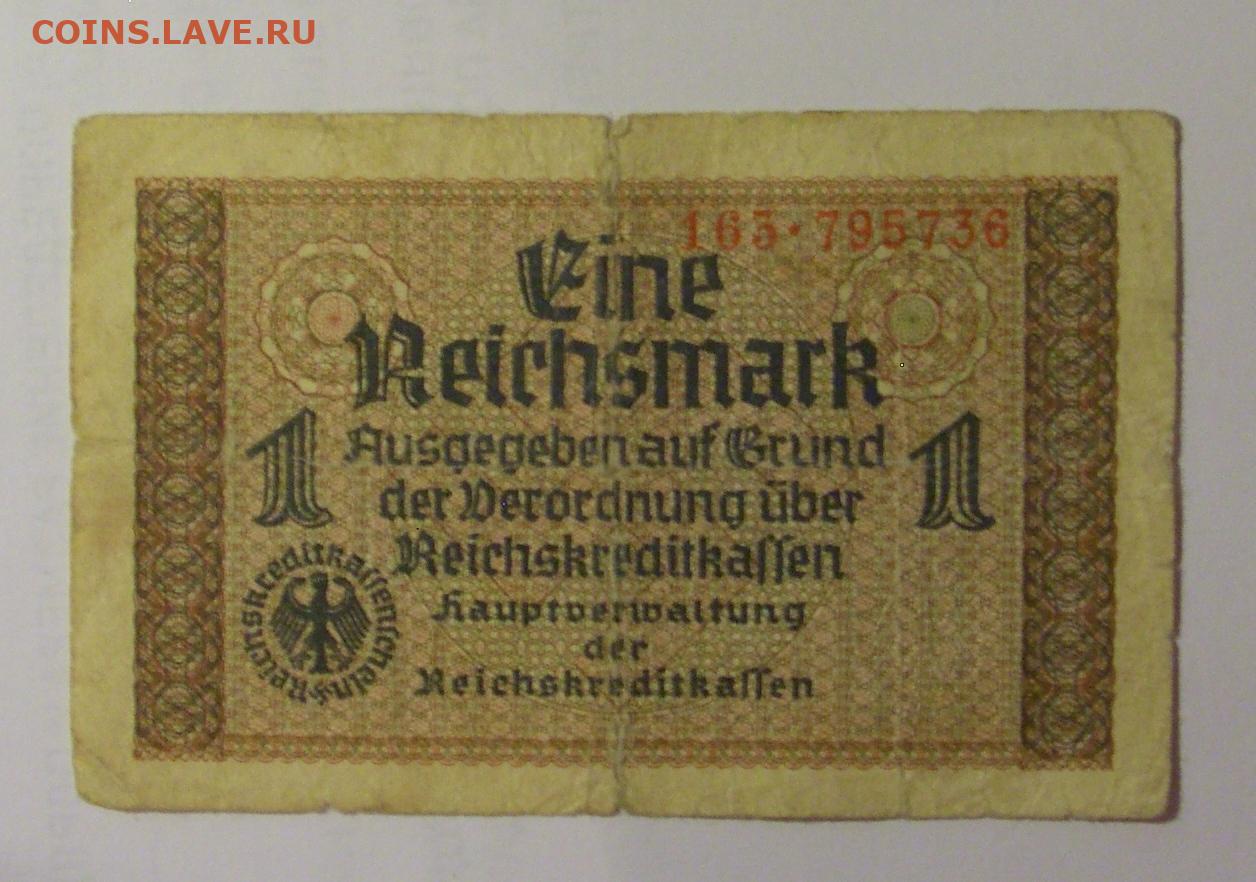 COINS.LAVE.RU
163·795736
Eine
Reichsmark
1 Ausgegeben auf Grund 1
der Verordnung über
Reichskreditkaſſen
Hauptverwaltung
der
Reichskreditkaſſen
Reichskreditkaſſenſchein